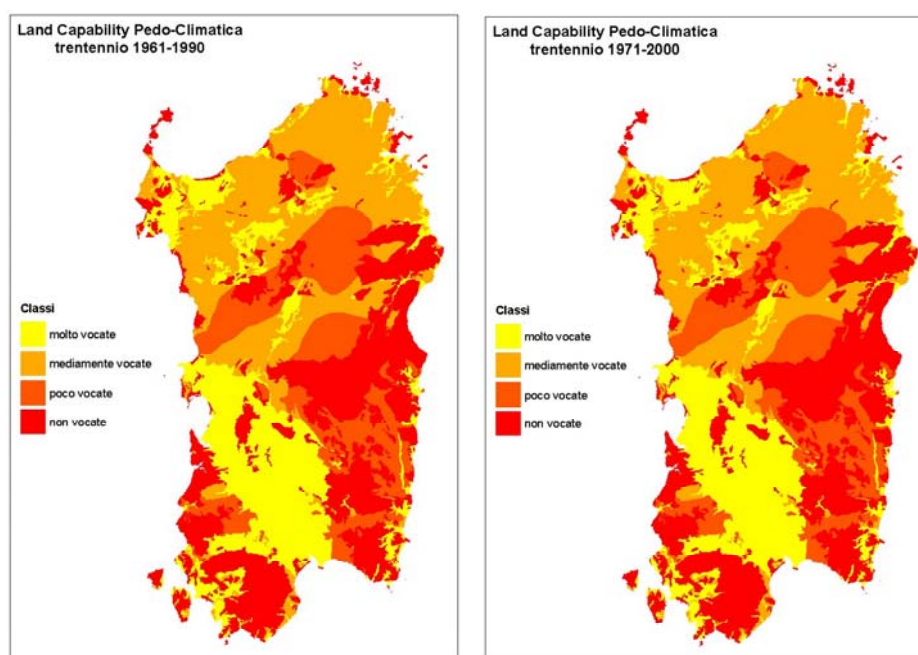 Land Capability Pedo-Climatica
trentennio 1961-1990
Classi
molto vocate
mediamente vocate
poco vocate
non vocate
Land Capability Pedo-Climatica
trentennio 1971-2000
Classi
molto vocate
mediamente vocate
poco vocate
non vocate